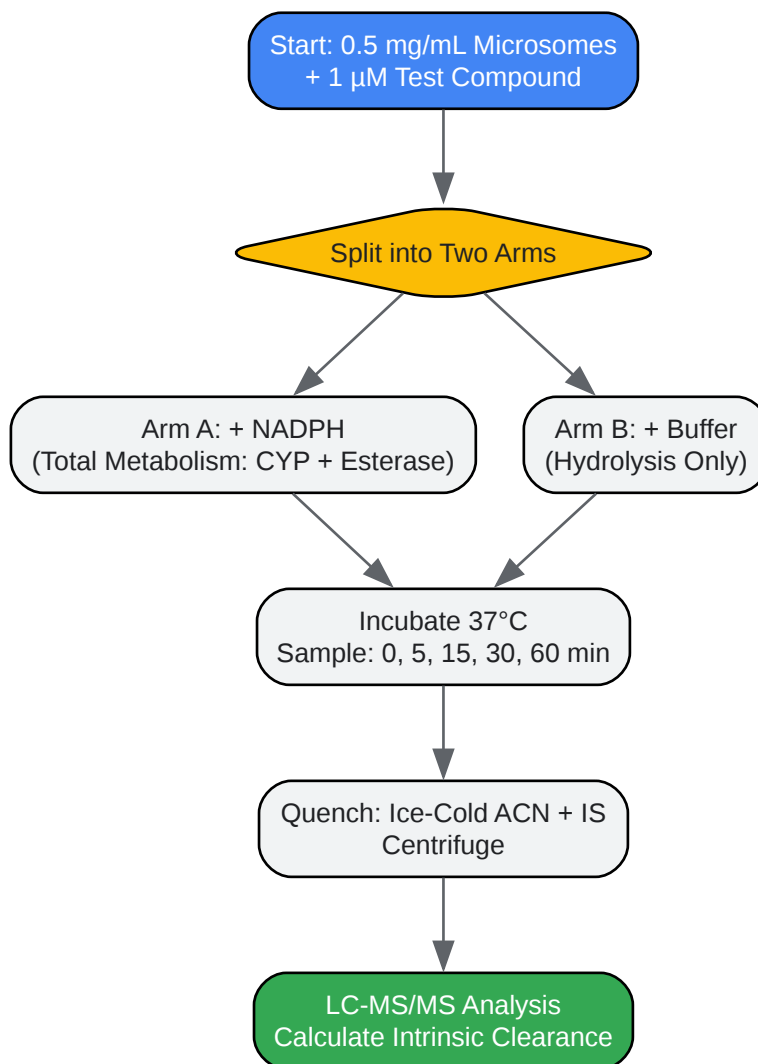 Start: 0.5 mg/mL Microsomes
+ 1 µM Test Compound
Split into Two Arms
Arm A: + NADPH
(Total Metabolism: CYP + Esterase)
Arm B: + Buffer
(Hydrolysis Only)
Incubate 37°C
Sample: 0, 5, 15, 30, 60 min
Quench: Ice-Cold ACN + IS
Centrifuge
LC-MS/MS Analysis
Calculate Intrinsic Clearance